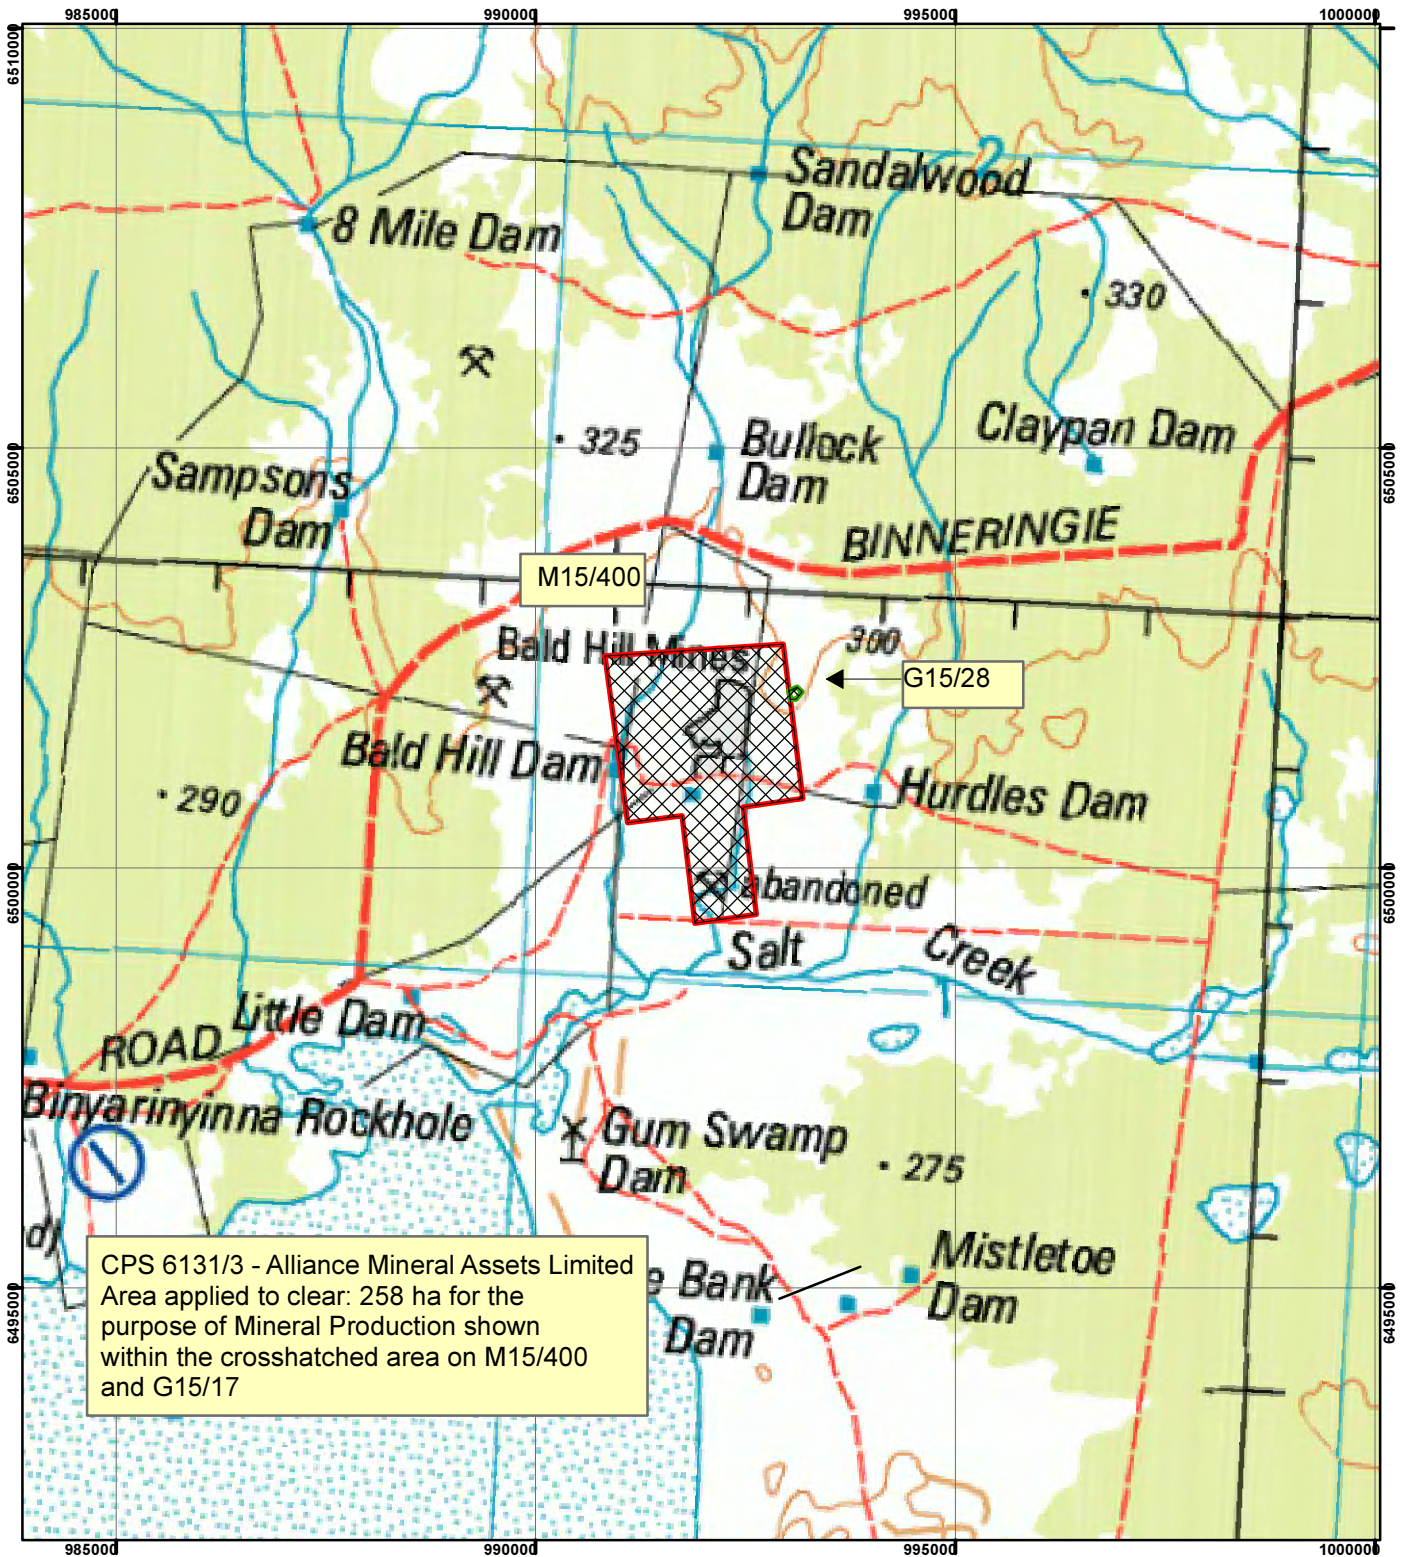 985000
990000
995000
1000000
6510000
Sandalwood
Dam
8 Mile Dam
330
325
Bullock
Dam
Claypan Dam
6505000
6505000
Sampsons
Dam
BINNERINGIE
M15/400
Bald Hill Mines
300
G15/28
Bald Hill Dam
290
Hurdles Dam
6500000
6500000
abandoned
Salt
Creek
Little Dam
ROAD
Binyarinyinna Rockhole
Gum Swamp
Dam
275
CPS 6131/3 - Alliance Mineral Assets Limited
Area applied to clear: 258 ha for the
purpose of Mineral Production shown
within the crosshatched area on M15/400
and G15/17
e Bank
Dam
Mistletoe
Dam
6495000
6495000
985000
990000
995000
1000000